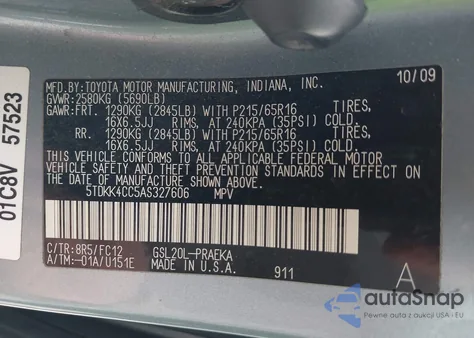 MFD.BY:TOYOTA MOTOR MANUFACTURING, INDIANA, INC. 10/09
GVWR: 2580KG (5690LB)
GAWR:FRT. 1290KG (2845LB) WITH P215/65R16 TIRES,
16X6.5JJ RIMS, AT 240KPA (35PSI) COLD.
RR. 1290KG (2845LB) WITH P215/65R16 TIRES,
16X6.5JJ RIMS, AT 240KPA (35PSI) COLD.
THIS VEHICLE CONFORMS TO ALL APPLICABLE FEDERAL MOTOR
VEHICLE SAFETY AND THEFT PREVENTION STANDARDS IN EFFECT ON
THE DATE OF MANUFACTURE SHOWN ABOVE.
5TDKK4CC5AS327606 MPV
C/TR: 8R5/FC12 GSL20L-PRAEKA
A/TM:-01A/U151E MADE IN U.S.A. 911 A
01C8V 57523
autoSnap
Pewne auta z USA i EU